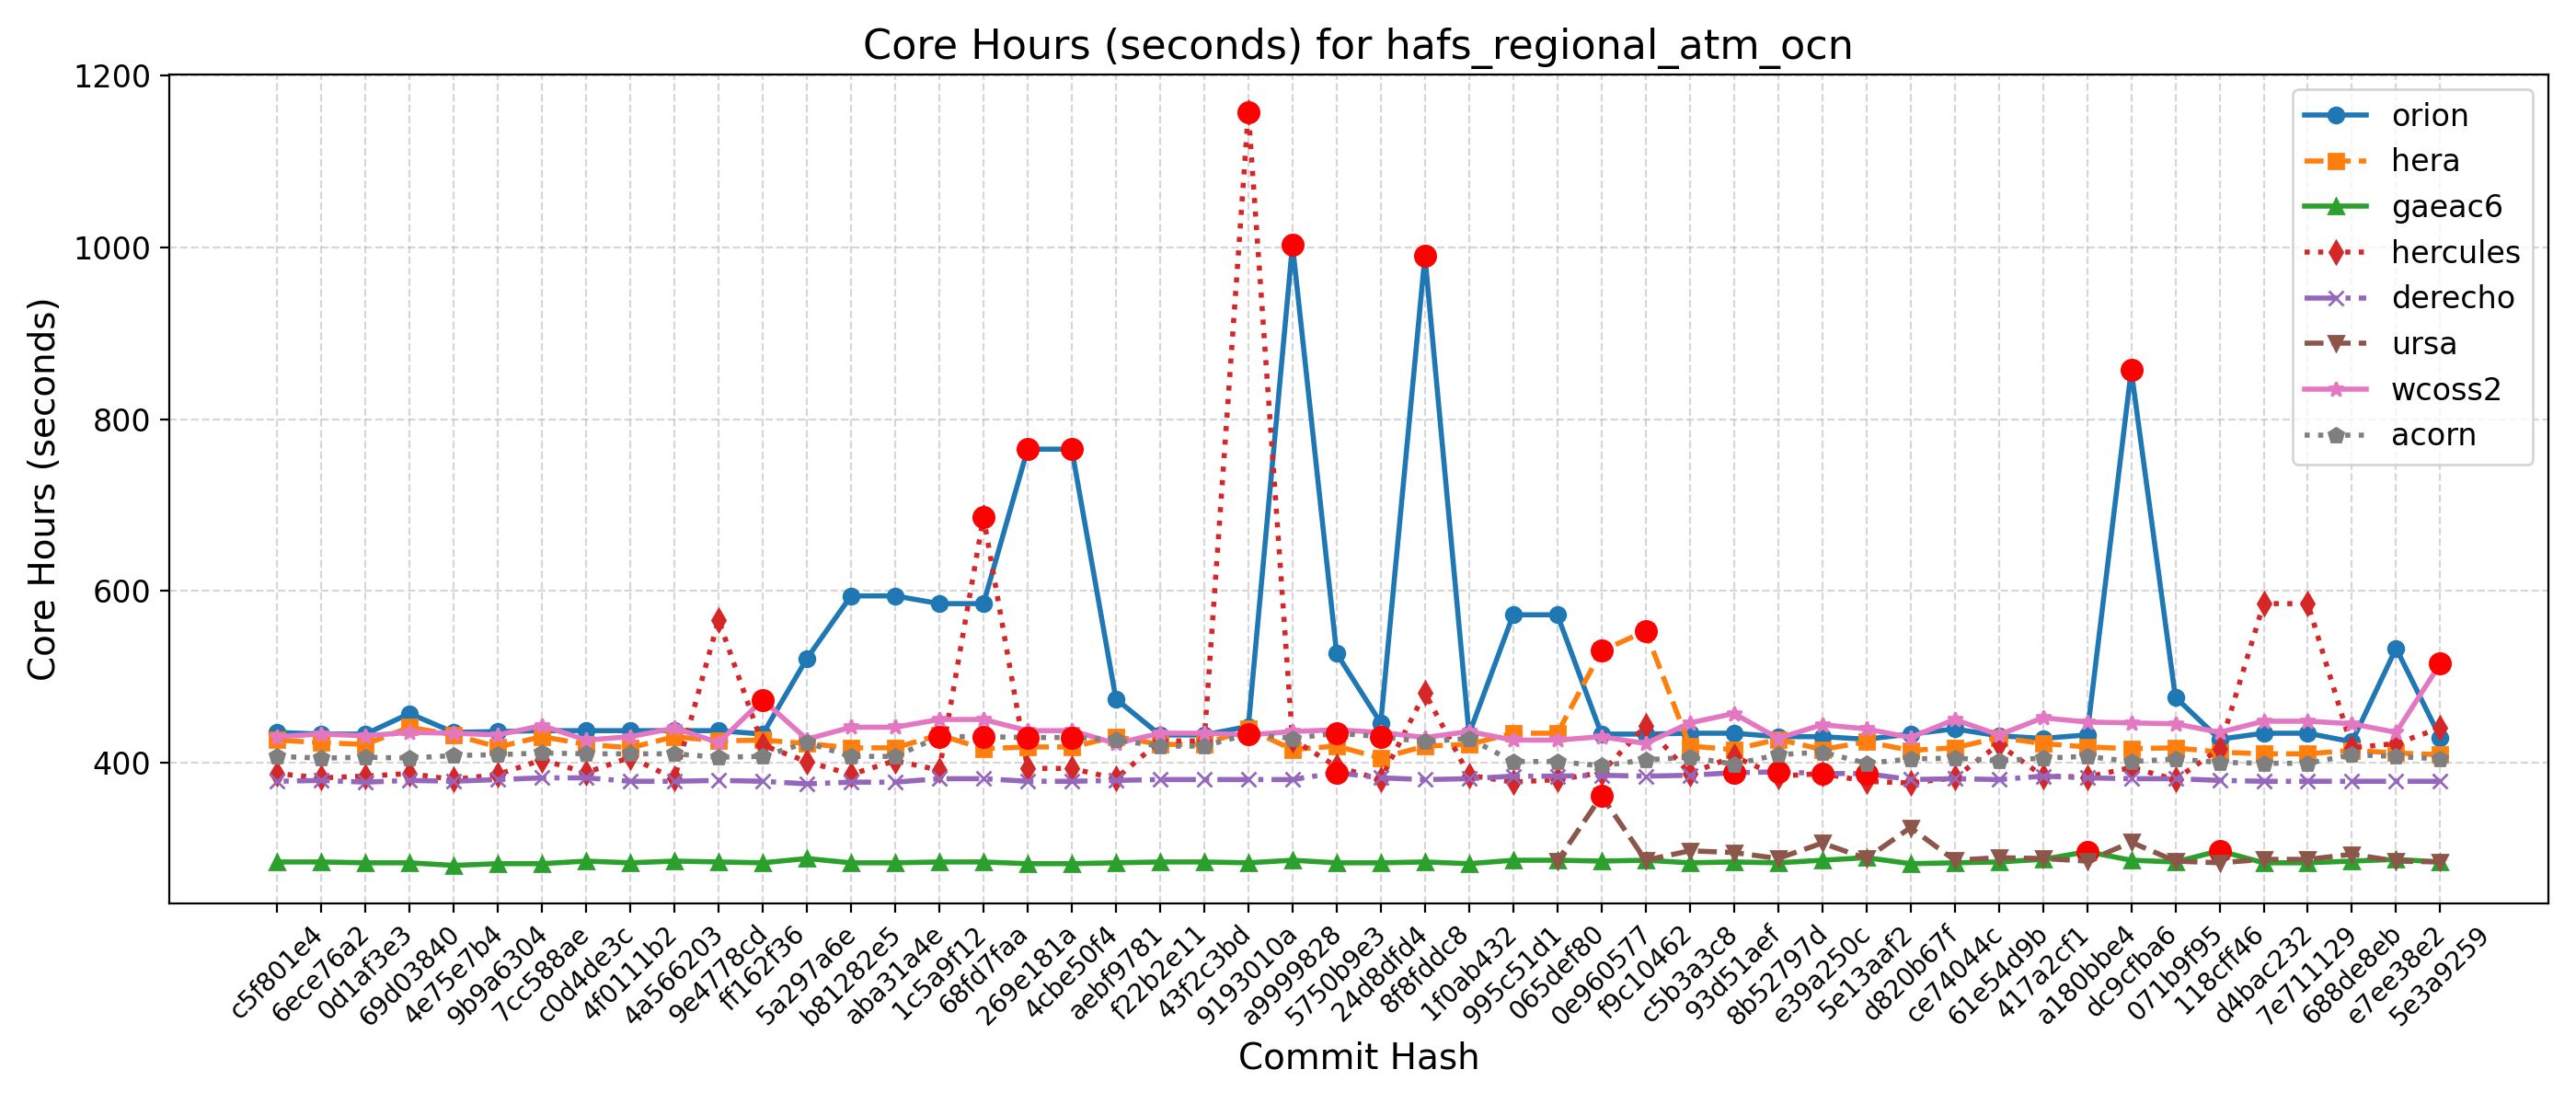 Core Hours (seconds) for hafs_regional_atm_ocn
Core Hours (seconds)
1200
1000
800
600
400
orion
hera
gaeac6
hercules
derecho
ursa
wcoss2
acorn
c5f801e4
6ece76a2
0d1af3e3
69d03840
4e75e7b4
9b9a6304
7cc588ae
c0d4de3c
4f0111b2
4a566203
9e4778cd
ff162f36
5a297a6e
b81282e5
aba31a4e
1c5a9f12
68fd7faa
269e181a
4cbe50f4
aebf9781
f22b2e11
43f2c3bd
9193010a
a9999828
5750b9e3
24d8dfd4
8f8fddc8
1f0ab432
995c51d1
065def80
0e960577
f9c10462
c5b3a3c8
93d51aef
8b52797d
e39a250c
5e13aaf2
d820b67f
ce74044c
61e54d9b
417a2cf1
a180bbe4
dc9cfba6
071b9f95
118cff46
d4bac232
7e711129
688de8eb
e7ee38e2
5e3a9259
Commit Hash